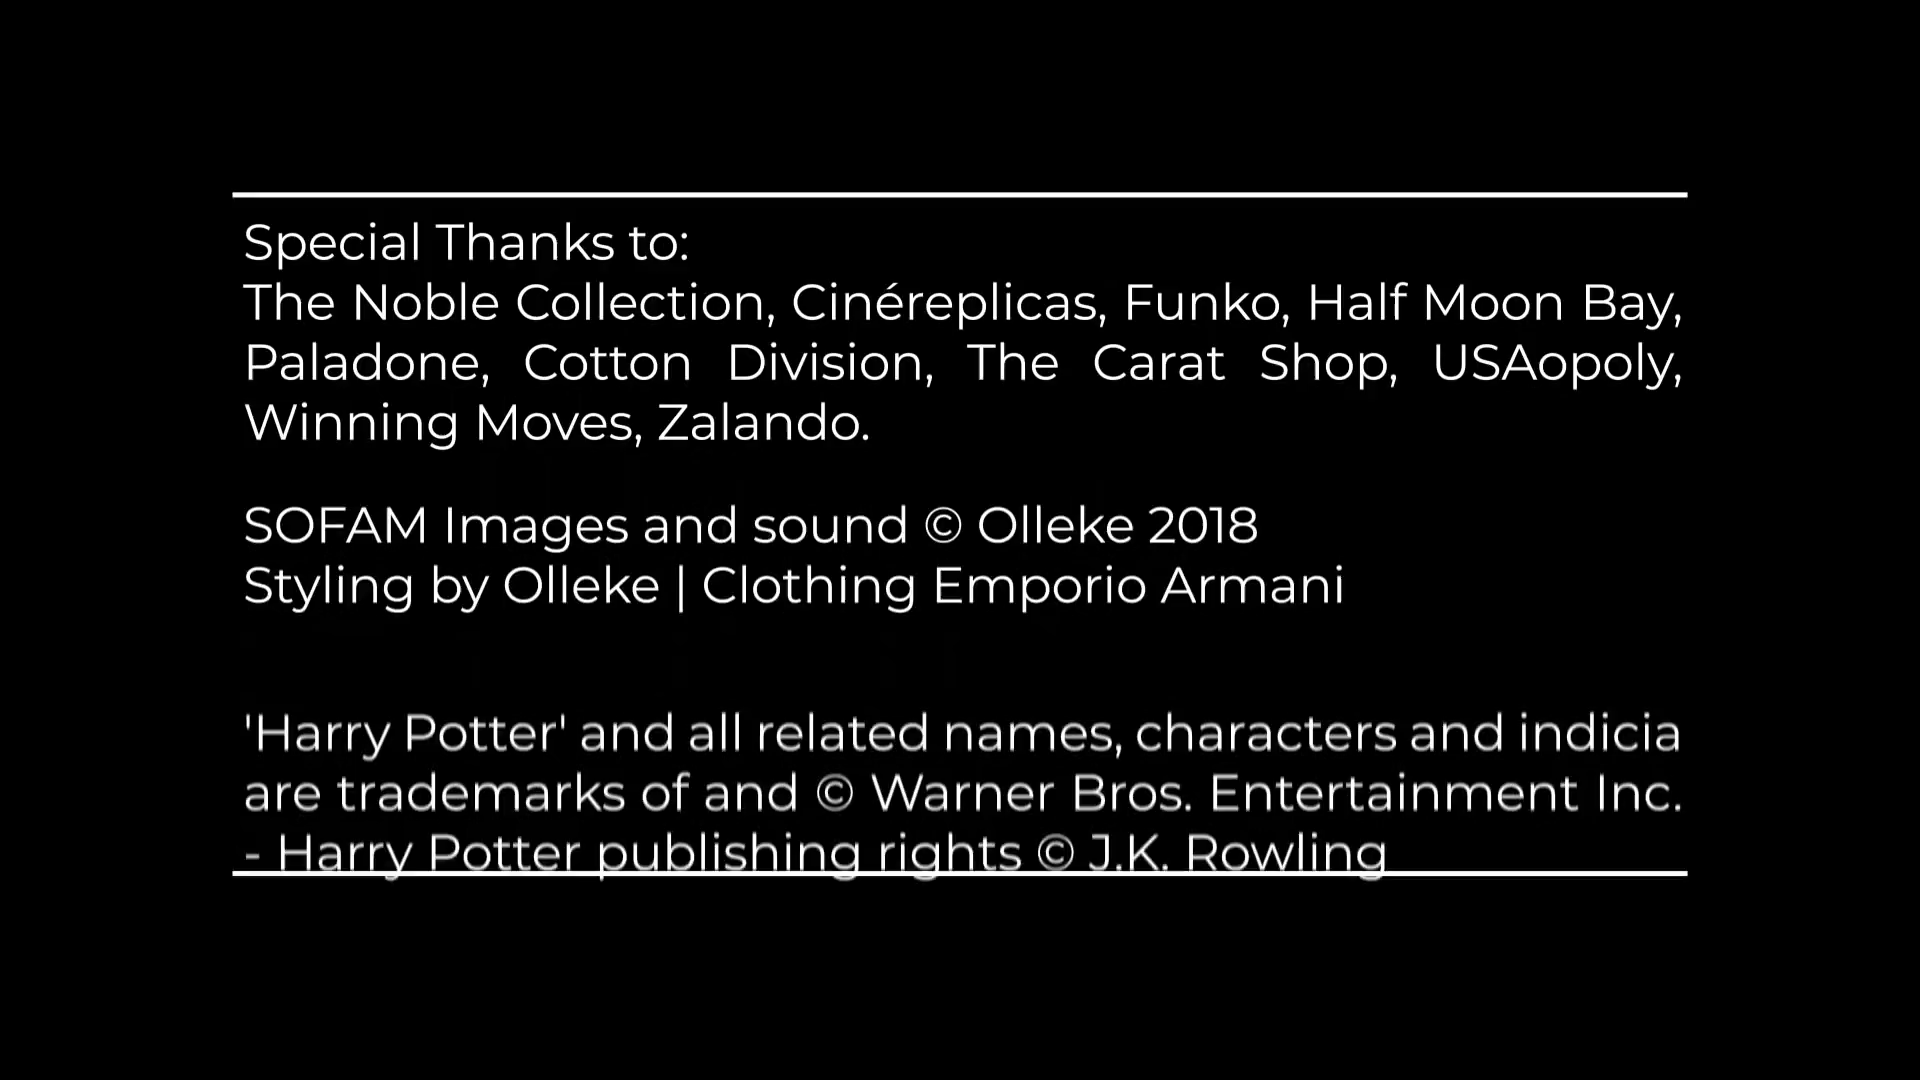 Special Thanks to:
The Noble Collection, Cinéreplicas, Funko, Half Moon Bay,
Paladone, Cotton Division, The Carat Shop, USAopoly,
Winning Moves, Zalando.
SOFAM Images and sound © Olleke 2018
Styling by Olleke | Clothing Emporio Armani
'Harry Potter' and all related names, characters and indicia
are trademarks of and © Warner Bros. Entertainment Inc.
- Harry Potter publishing rights © J.K. Rowling